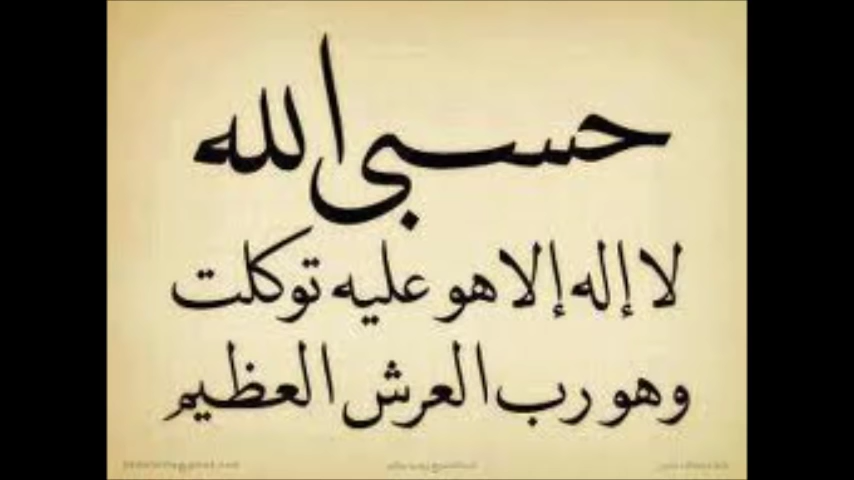 حسبي الله
لا إله إلا هو عليه توكلت
وهو رب العرش العظيم